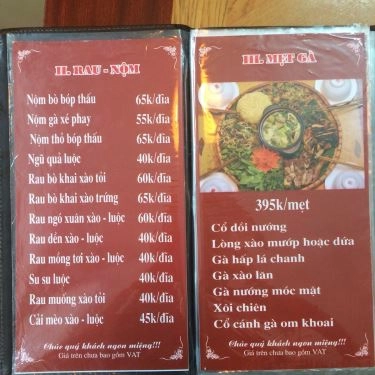 II. RAU - NỘM
Nộm bò bóp thấu 65k/đĩa
Nộm gà xé phay 55k/đĩa
Nộm thỏ bóp thấu 65k/đĩa
Ngũ quả luộc 40k/đĩa
Rau bò khai xào tỏi 60k/đĩa
Rau bò khai xào trứng 65k/đĩa
Rau ngó xuân xào - luộc 60k/đĩa
Rau dền xào - luộc 40k/đĩa
Rau mồng tơi xào - luộc 40k/đĩa
Su su luộc 40k/đĩa
Rau muống xào tỏi 40k/đĩa
Cải mèo xào - luộc 45k/đĩa
Chúc quý khách ngon miệng!!!
Giá trên chưa bao gồm VAT
III. MẸT GÀ
395k/mẹt
Cổ dồi nướng
Lòng xào mướp hoặc dứa
Gà hấp lá chanh
Gà xào lăn
Gà nướng móc mật
Xôi chiên
Cổ cánh gà om khoai
Chúc quý khách ngon miệng!!!
Giá trên chưa bao gồm VAT